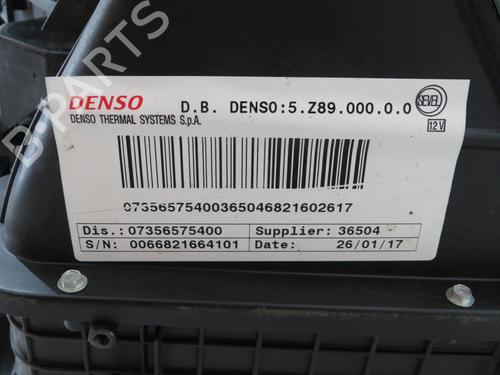 B-PARTS
DENSO
D.B. DENSO:5.Z89.000.0.0
SEVEL
DENSO THERMAL SYSTEMS S.p.A.
12V
07356575400365046821602617
Dis.:07356575400
Supplier: 36504
S/N: 0066821664101
Date: 26/01/17